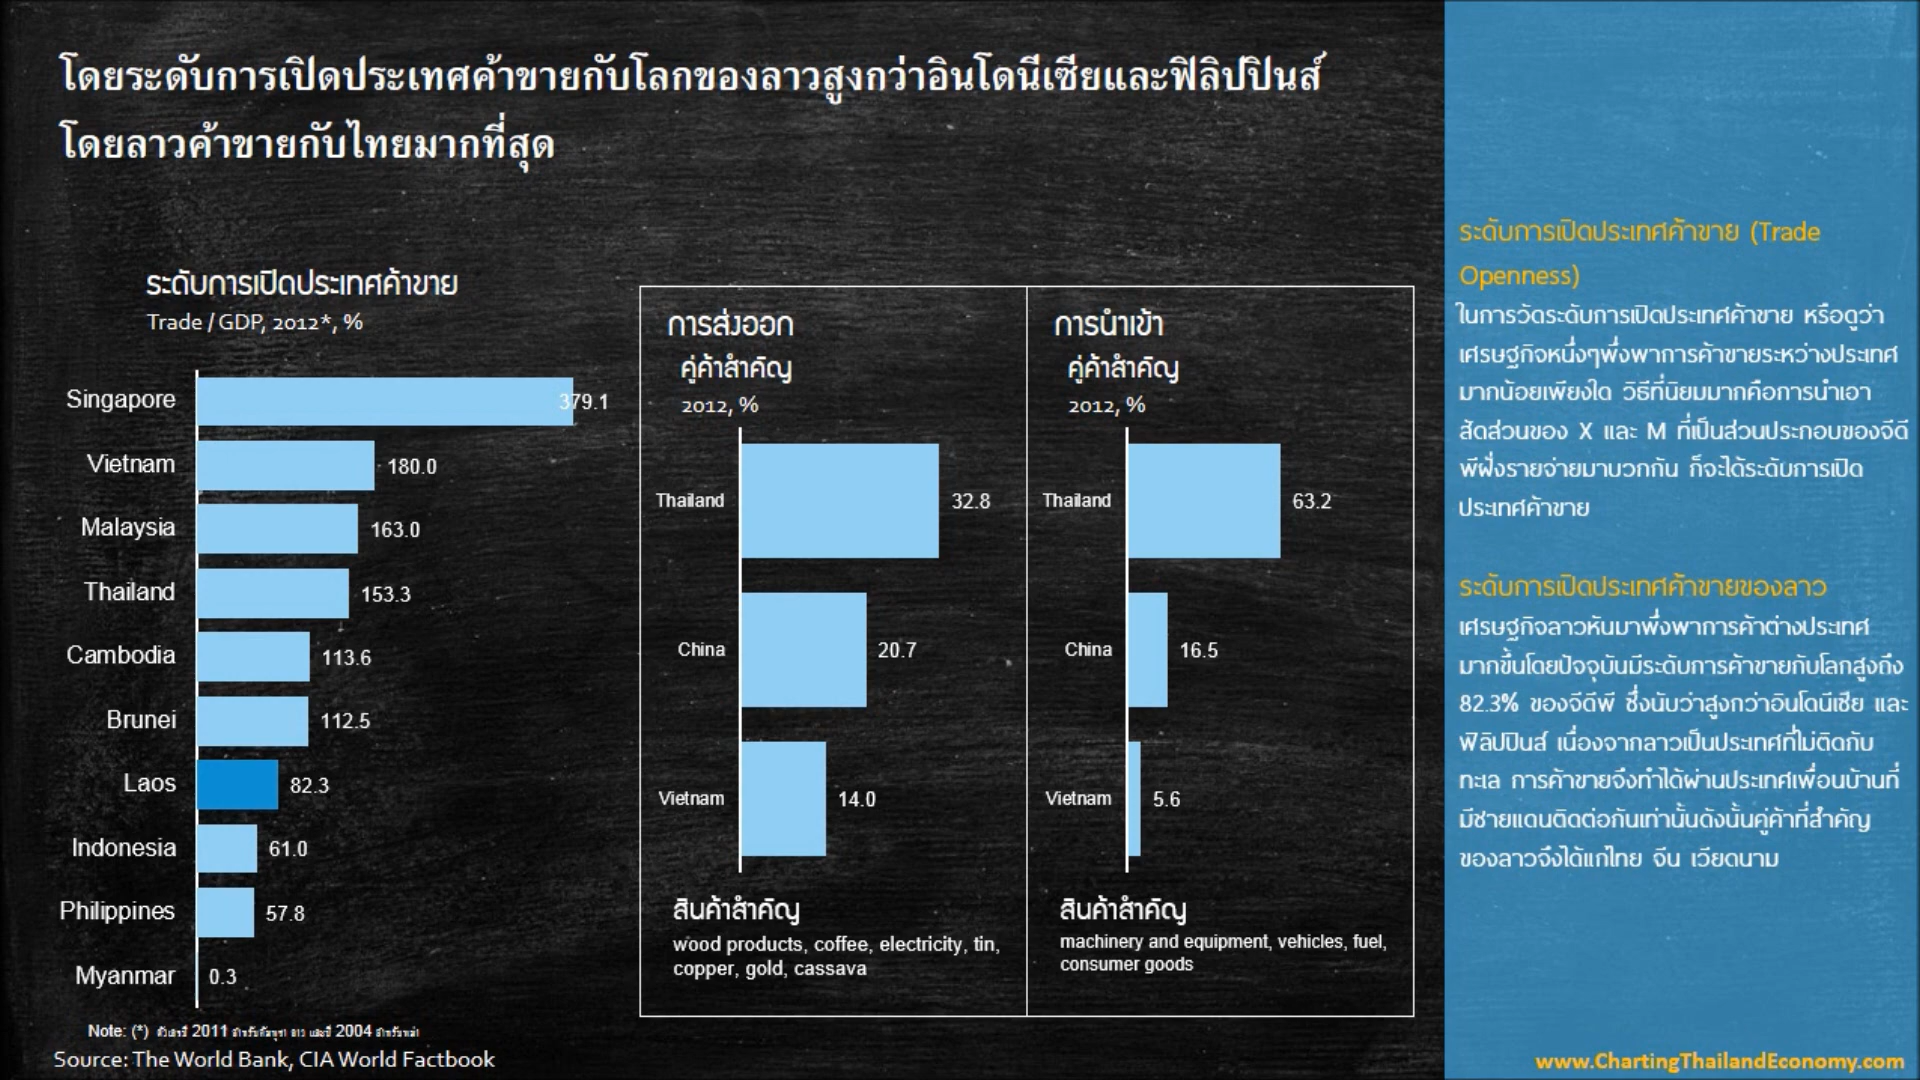 โดยระดับการเปิดประเทศค้าขายกับโลกของลาวสูงกว่าอินโดนีเซียและฟิลิปปินส์
โดยลาวค้าขายกับไทยมากที่สุด
ระดับการเปิดประเทศค้าขาย
Trade / GDP, 2012*, %
Singapore 379.1
Vietnam 180.0
Malaysia 163.0
Thailand 153.3
Cambodia 113.6
Brunei 112.5
Laos 82.3
Indonesia 61.0
Philippines 57.8
Myanmar 0.3
Note: (*) ตัวเลขปี 2011 สำหรับกัมพูชา ลาว และปี 2004 สำหรับพม่า
Source: The World Bank, CIA World Factbook
การส่งออก
คู่ค้าสำคัญ
2012, %
Thailand 32.8
China 20.7
Vietnam 14.0
สินค้าสำคัญ
wood products, coffee, electricity, tin,
copper, gold, cassava
การนำเข้า
คู่ค้าสำคัญ
2012, %
Thailand 63.2
China 16.5
Vietnam 5.6
สินค้าสำคัญ
machinery and equipment, vehicles, fuel,
consumer goods
ระดับการเปิดประเทศค้าขาย (Trade
Openness)
ในการวัดระดับการเปิดประเทศค้าขาย หรือดูว่า
เศรษฐกิจหนึ่งๆพึ่งพาการค้าขายระหว่างประเทศ
มากน้อยเพียงใด วิธีที่นิยมมากคือการนำเอา
สัดส่วนของ X และ M ที่เป็นส่วนประกอบของจีดี
พีฝั่งรายจ่ายมาบวกกัน ก็จะได้ระดับการเปิด
ประเทศค้าขาย
ระดับการเปิดประเทศค้าขายของลาว
เศรษฐกิจลาวหันมาพึ่งพาการค้าต่างประเทศ
มากขึ้นโดยปัจจุบันมีระดับการค้าขายกับโลกสูงถึง
82.3% ของจีดีพี ซึ่งนับว่าสูงกว่าอินโดนีเซีย และ
ฟิลิปปินส์ เนื่องจากลาวเป็นประเทศที่ไม่ติดกับ
ทะเล การค้าขายจึงทำได้ผ่านประเทศเพื่อนบ้านที่
มีชายแดนติดต่อกันเท่านั้นดังนั้นคู่ค้าที่สำคัญ
ของลาวจึงได้แก่ไทย จีน เวียดนาม
www.ChartingThailandEconomy.com